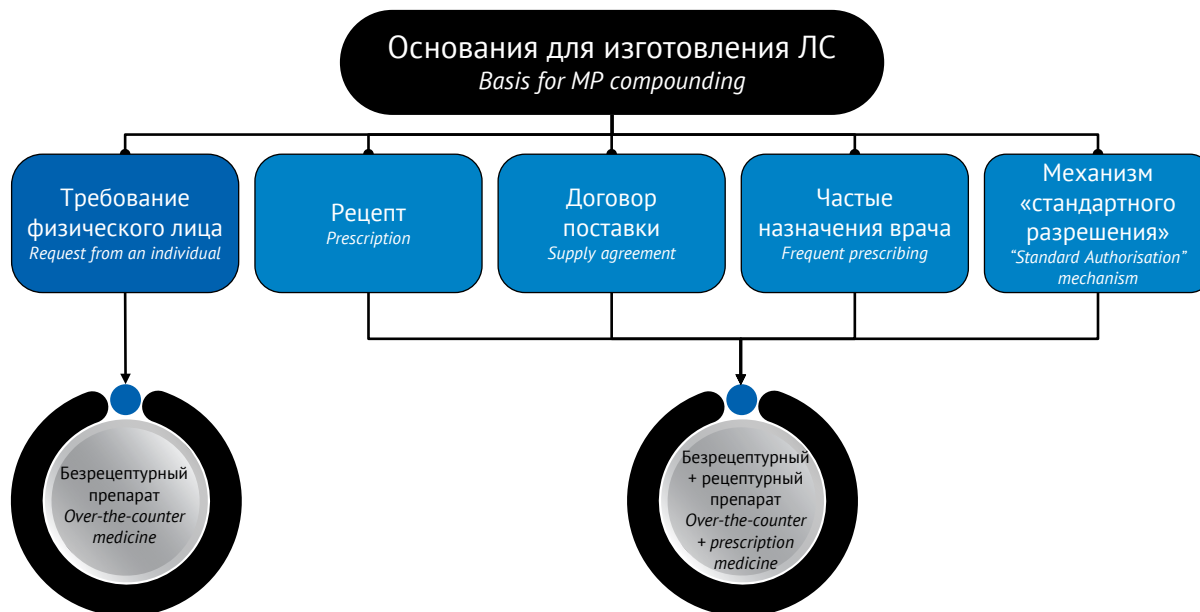 Основания для изготовления ЛС
Basis for MP compounding
Требование
физического лица
Request from an individual
Рецепт
Prescription
Договор
поставки
Supply agreement
Частые
назначения врача
Frequent prescribing
Механизм
«стандартного
разрешения»
“Standard Authorisation”
mechanism
Безрецептурный
препарат
Over-the-counter
medicine
Безрецептурный
+ рецептурный
препарат
Over-the-counter
+ prescription
medicine